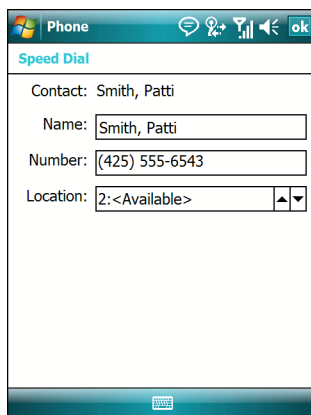 Phone ok
Speed Dial
Contact: Smith, Patti
Name: Smith, Patti
Number: (425) 555-6543
Location: 2:<Available>